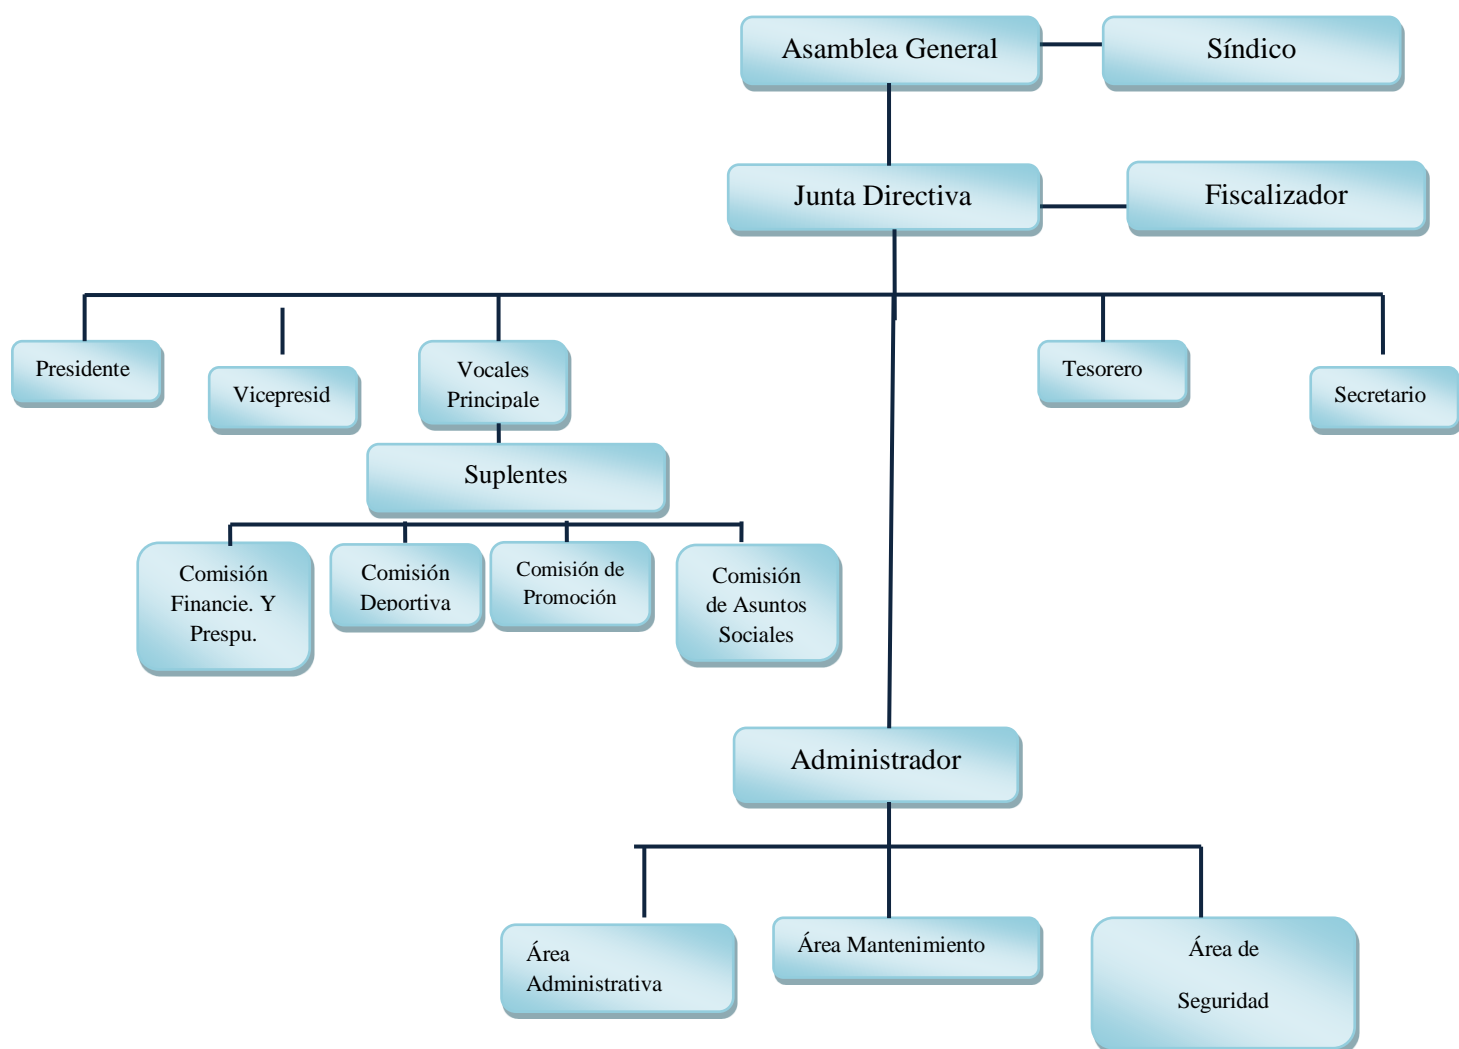 Asamblea General
Síndico
Junta Directiva
Fiscalizador
Presidente
Vicepresid
Vocales
Principale
Tesorero
Secretario
Suplentes
Comisión
Financie. Y
Prespu.
Comisión
Deportiva
Comisión de
Promoción
Comisión
de Asuntos
Sociales
Administrador
Área
Administrativa
Área Mantenimiento
Área de
Seguridad